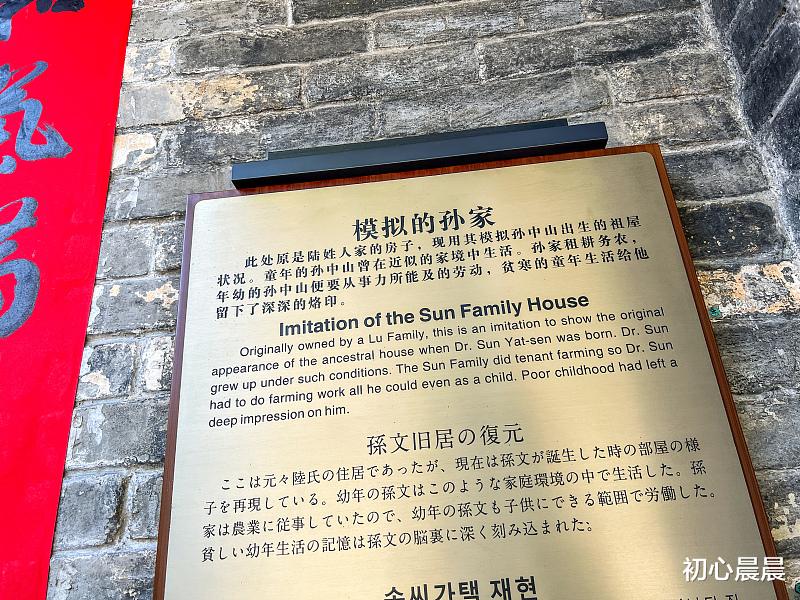 氣
模拟的孙家
此处原是陆姓人家的房子，现用其模拟孙中山出生的祖屋
状况。童年的孙中山曾在近似的家境中生活。孙家租耕务农，
年幼的孙中山便要从事力所能及的劳动，贫寒的童年生活给他
留下了深深的烙印。
Imitation of the Sun Family House
Originally owned by a Lu Family, this is an imitation to show the original
appearance of the ancestral house when Dr. Sun Yat-sen was born. Dr. Sun
grew up under such conditions. The Sun Family did tenant farming so Dr. Sun
had to do farming work all he could even as a child. Poor childhood had left a
deep impression on him.
孫文旧居の復元
ここは元々陸氏の住居であったが、現在は孫文が誕生した時の部屋の様
子を再現している。幼年の孫文はこのような家庭環境の中で生活した。孫
家は農業に従事していたので、幼年の孫文も子供にできる範囲で労働した。
貧しい幼年生活の記憶は孫文の脳裏に深く刻み込まれた。
손씨가택 재현
初心晨晨